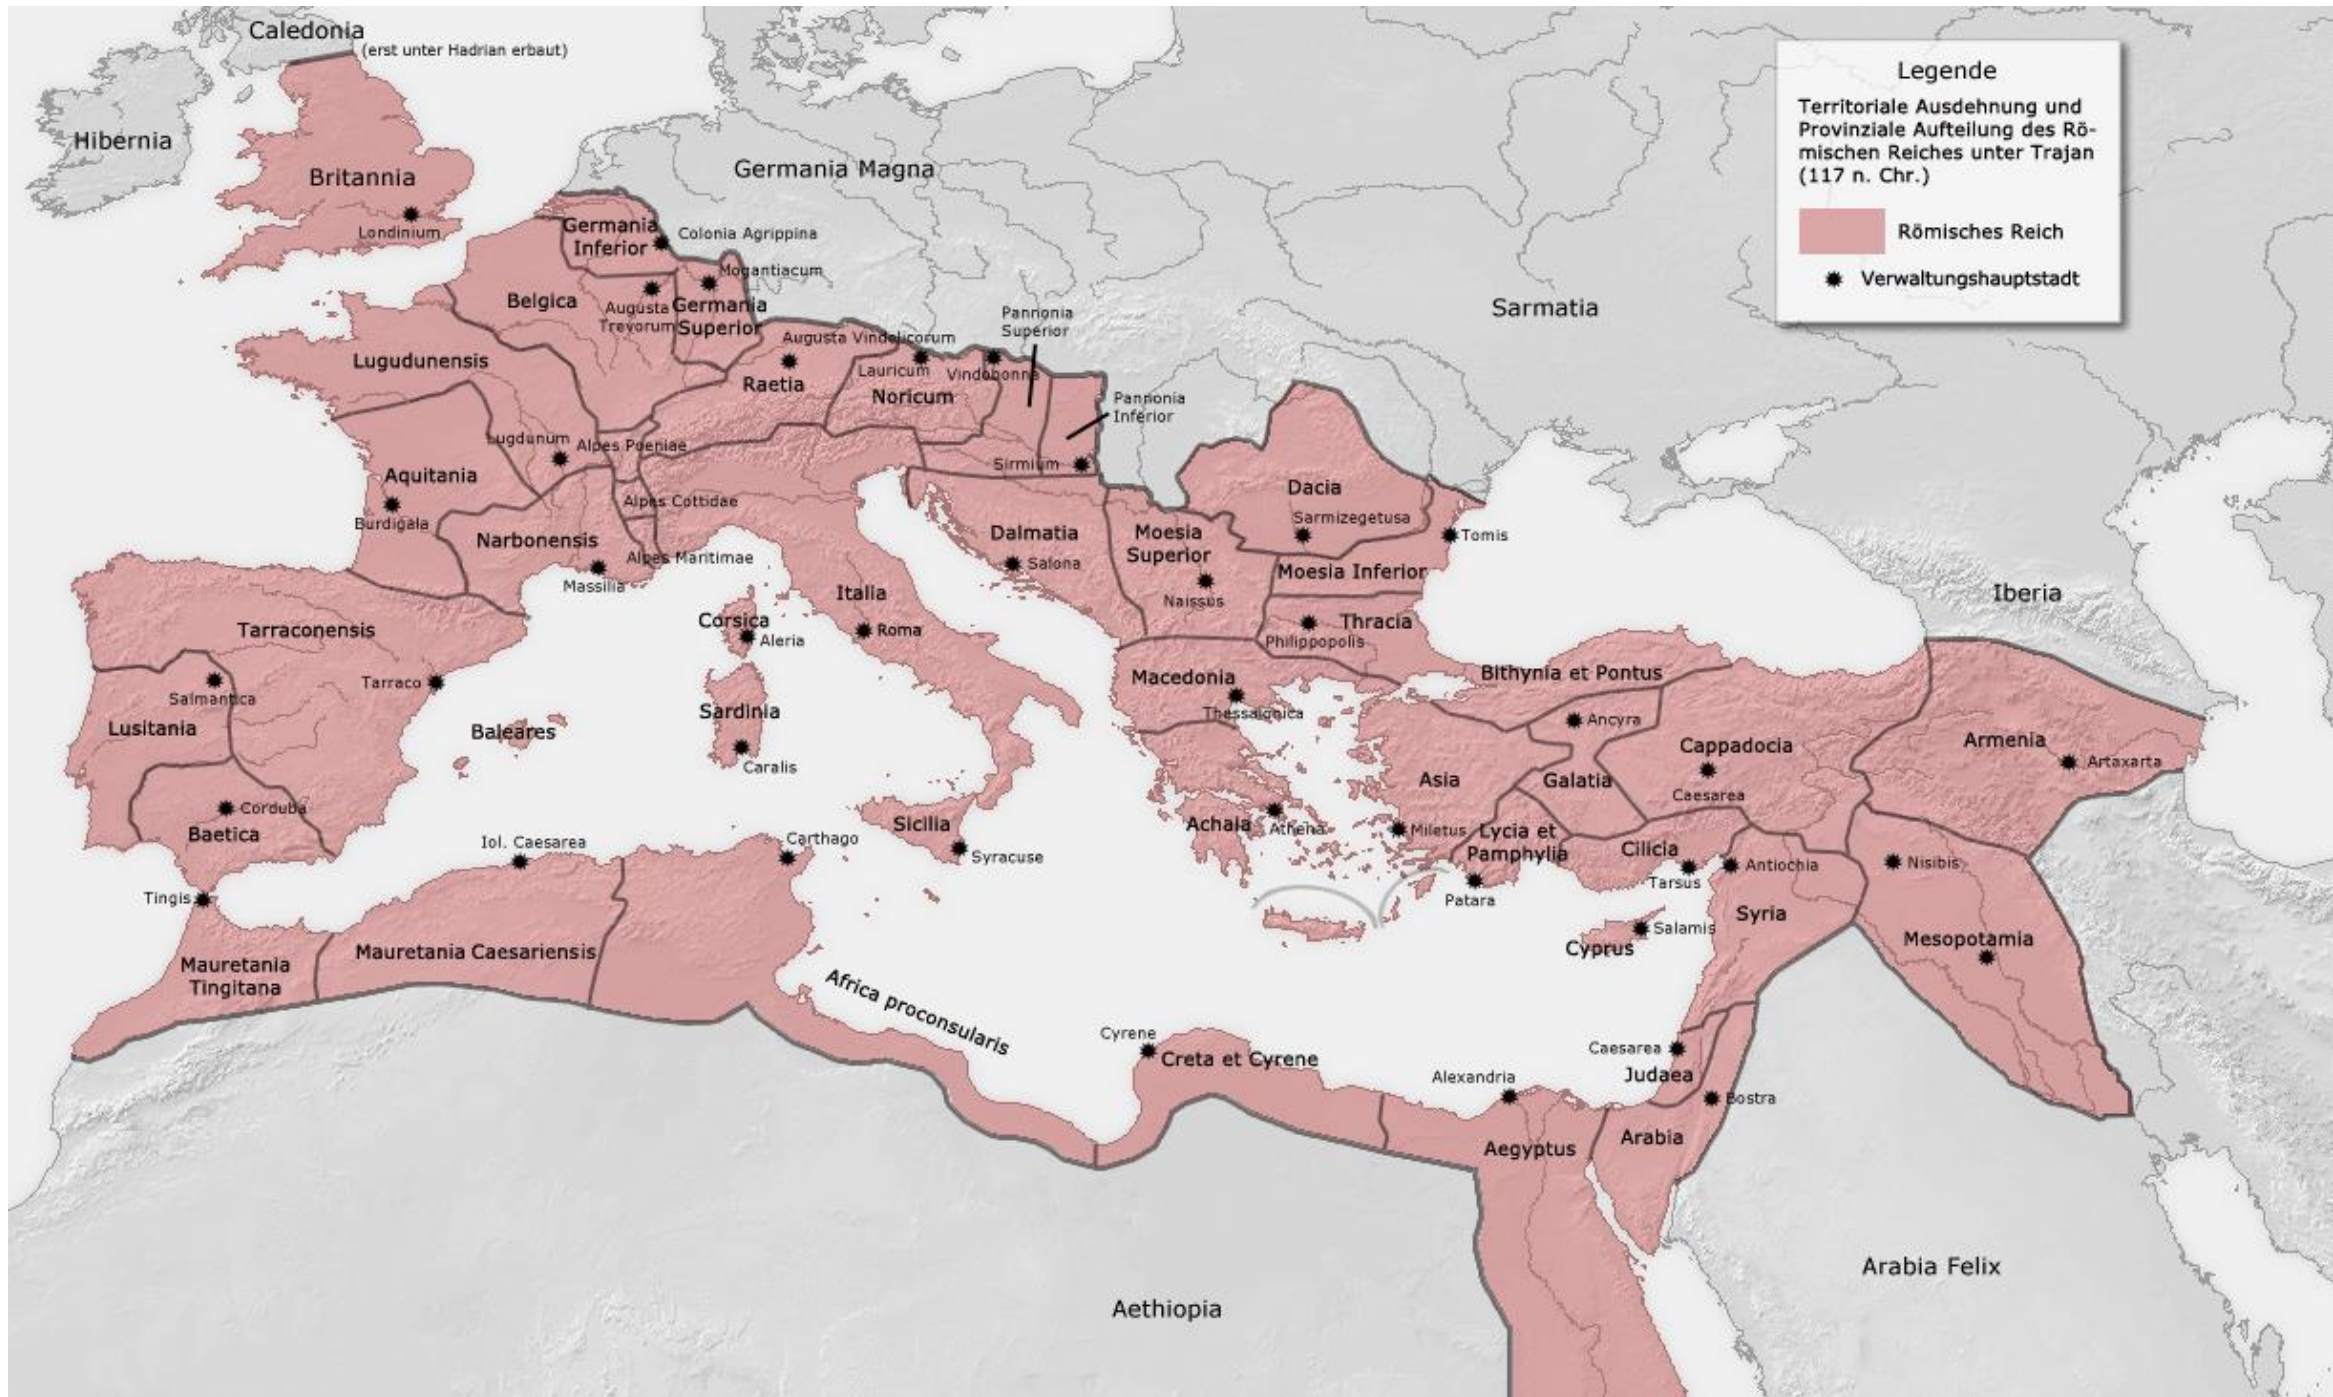 Caledonia
(erst unter Hadrian erbaut)
Hibernia
Britannia
Londinium
Germania Magna
Sarmatia
Legende
Territoriale Ausdehnung und
Provinziale Aufteilung des Rö-
mischen Reiches unter Trajan
(117 n. Chr.)
Römisches Reich
Verwaltungshauptstadt
Germania
Inferior
Colonia Agrippina
Mogantiacum
Belgica
Augusta
Trevorum
Germania
Superior
Pannonia
Superior
Augusta Vindelicorum
Lugudunensis
Raetia
Lauricum
Vindobonna
Noricum
Pannonia
Inferior
Lugdunum
Alpes Poeniae
Sirmium
Aquitania
Burdigala
Alpes Cottidae
Dacia
Sarmizegetusa
Tomis
Narbonensis
Alpes Maritimae
Massilia
Dalmatia
Salona
Moesia
Superior
Naissus
Moesia Inferior
Iberia
Italia
Roma
Corsica
Aleria
Thracia
Philippopolis
Tarraconensis
Tarraco
Salmantica
Lusitania
Baleares
Sardinia
Caralis
Macedonia
Thessalonica
Bithynia et Pontus
Ancyra
Cappadocia
Caesarea
Armenia
Artaxarta
Asia
Galatia
Corduba
Baetica
Sicilia
Syracuse
Achaia
Athena
Miletus
Lycia et
Pamphylia
Cilicia
Tarsus
Antiochia
Nisibis
Iol. Caesarea
Carthago
Tingis
Patara
Syria
Salamis
Cyprus
Mesopotamia
Mauretania
Tingitana
Mauretania Caesariensis
Africa proconsularis
Cyrene
Creta et Cyrene
Caesarea
Judaea
Alexandria
Bostra
Aegyptus
Arabia
Aethiopia
Arabia Felix